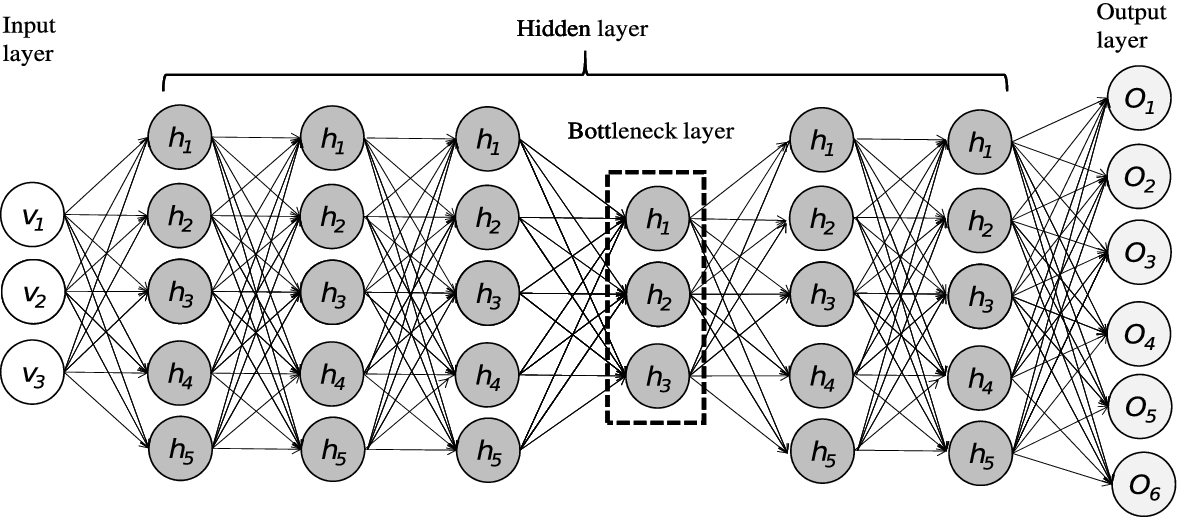 Input
layer
Hidden layer
Output
layer
Bottleneck layer
v1
v2
v3
h1
h2
h3
h4
h5
h1
h2
h3
h4
h5
h1
h2
h3
h4
h5
h1
h2
h3
h1
h2
h3
h4
h5
h1
h2
h3
h4
h5
O1
O2
O3
O4
O5
O6